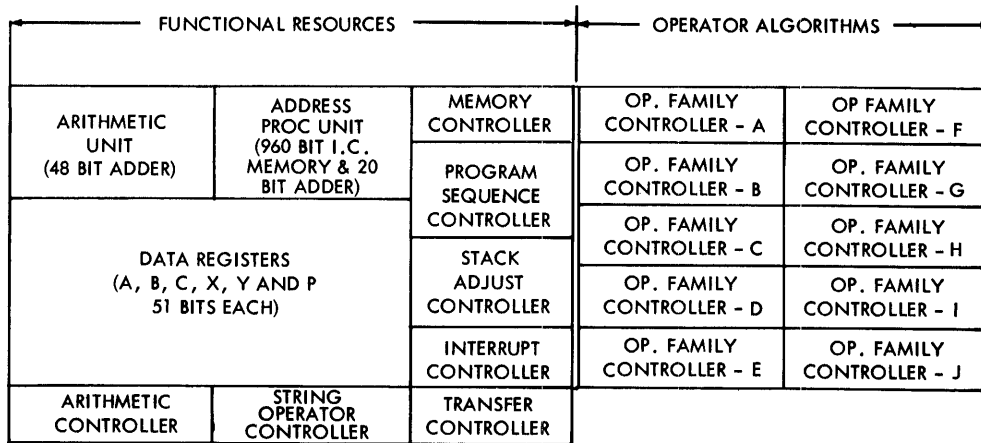 FUNCTIONAL RESOURCES
OPERATOR ALGORITHMS
ARITHMETIC
UNIT
(48 BIT ADDER)
ADDRESS
PROC UNIT
(960 BIT I.C.
MEMORY & 20
BIT ADDER)
MEMORY
CONTROLLER
PROGRAM
SEQUENCE
CONTROLLER
DATA REGISTERS
(A, B, C, X, Y AND P
51 BITS EACH)
STACK
ADJUST
CONTROLLER
INTERRUPT
CONTROLLER
ARITHMETIC
CONTROLLER
STRING
OPERATOR
CONTROLLER
TRANSFER
CONTROLLER
OP. FAMILY
CONTROLLER - A
OP FAMILY
CONTROLLER - F
OP. FAMILY
CONTROLLER - B
OP. FAMILY
CONTROLLER - G
OP. FAMILY
CONTROLLER - C
OP. FAMILY
CONTROLLER - H
OP. FAMILY
CONTROLLER - D
OP. FAMILY
CONTROLLER - I
OP. FAMILY
CONTROLLER - E
OP. FAMILY
CONTROLLER - J